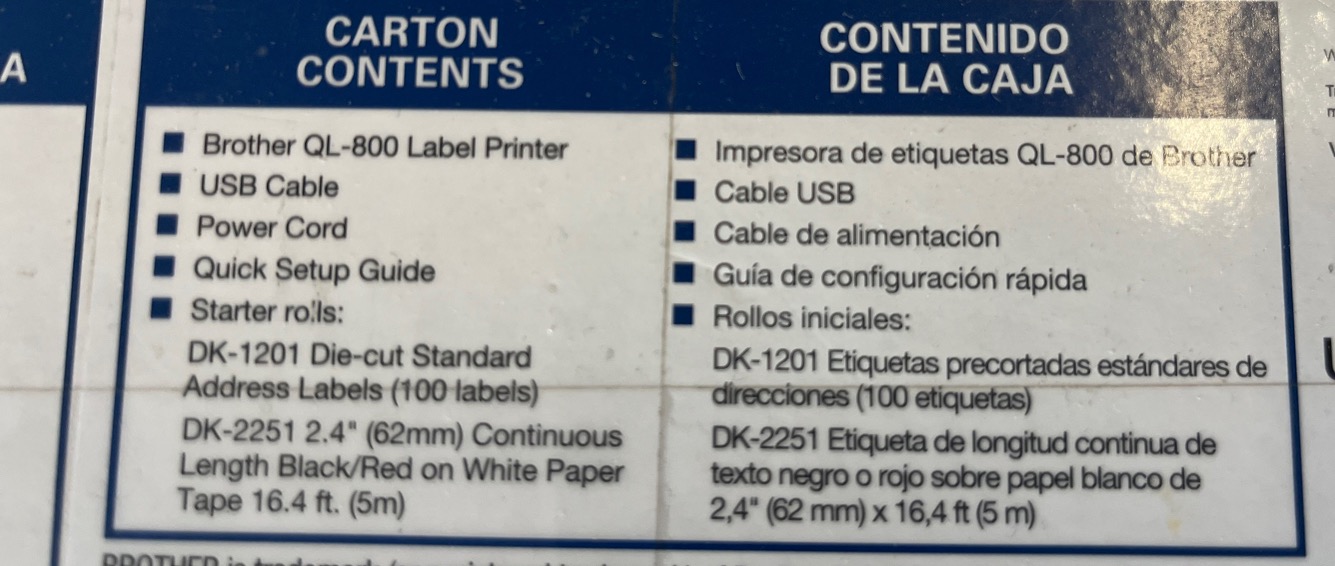 A
CARTON
CONTENTS
Brother QL-800 Label Printer
USB Cable
Power Cord
Quick Setup Guide
Starter rolls:
DK-1201 Die-cut Standard
Address Labels (100 labels)
DK-2251 2.4" (62mm) Continuous
Length Black/Red on White Paper
Tape 16.4 ft. (5m)
CONTENIDO
DE LA CAJA
Impresora de etiquetas QL-800 de Brother
Cable USB
Cable de alimentación
Guía de configuración rápida
Rollos iniciales:
DK-1201 Etiquetas precortadas estándares de
direcciones (100 etiquetas)
DK-2251 Etiqueta de longitud continua de
texto negro o rojo sobre papel blanco de
2,4" (62 mm) x 16,4 ft (5 m)